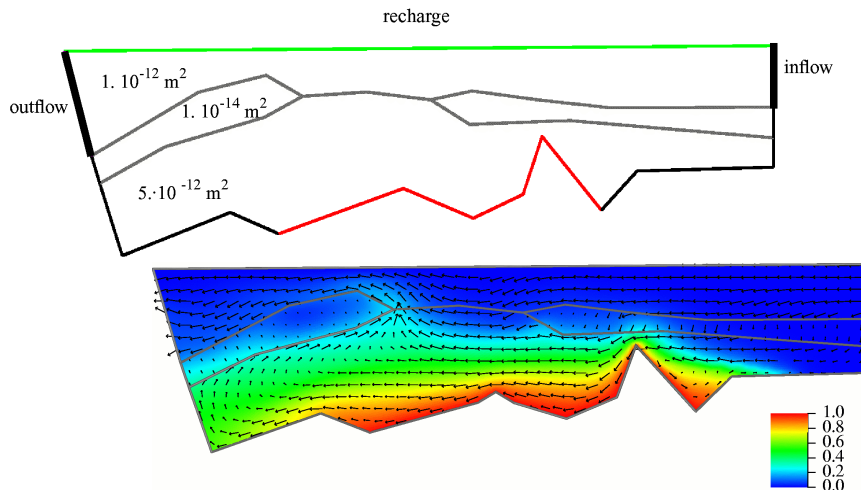 recharge
inflow
1. 10⁻¹² m²
outflow
1. 10⁻¹⁴ m²
5.·10⁻¹² m²
1.0
0.8
0.6
0.4
0.2
0.0